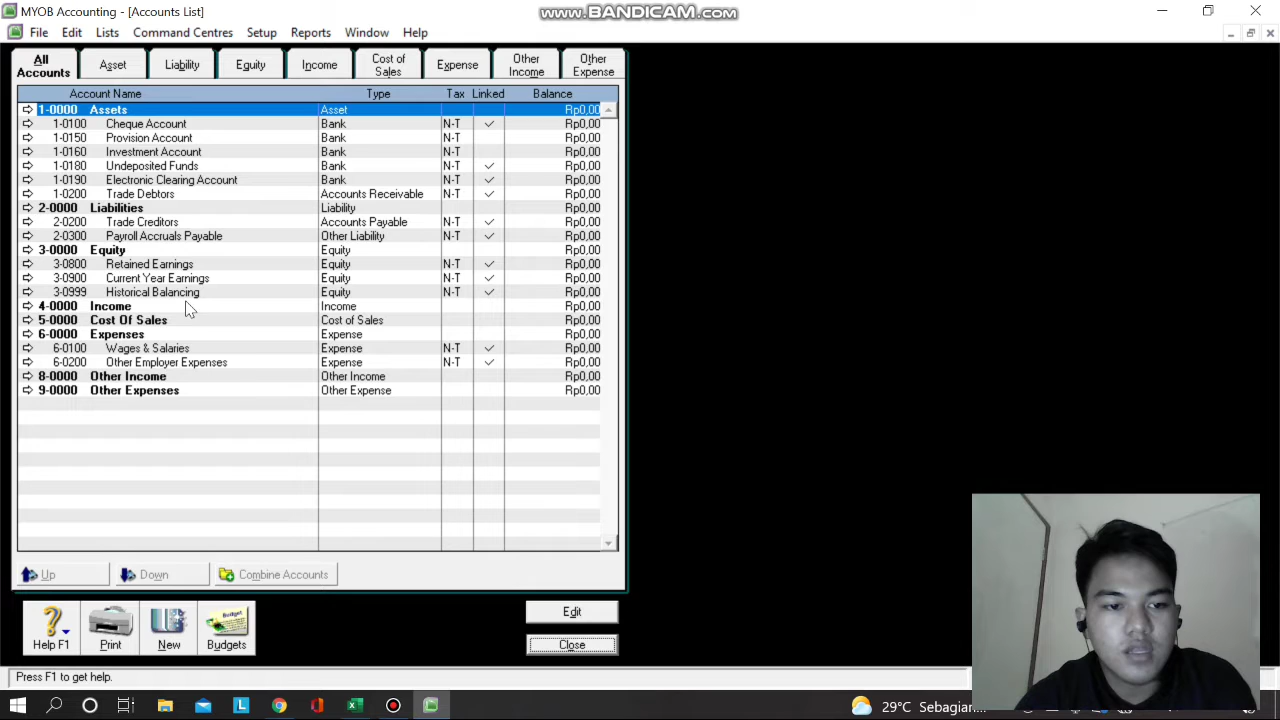 MYOB Accounting - [Accounts List]
www.BANDICAM.com
File Edit Lists Command Centres Setup Reports Window Help
All Accounts Asset Liability Equity Income Cost of Sales Expense Other Income Other Expense
Account Name Type Tax Linked Balance
1-0000 Assets Asset Rp0,00
1-0100 Cheque Account Bank N-T ✓ Rp0,00
1-0150 Provision Account Bank N-T Rp0,00
1-0160 Investment Account Bank N-T Rp0,00
1-0180 Undeposited Funds Bank N-T ✓ Rp0,00
1-0190 Electronic Clearing Account Bank N-T ✓ Rp0,00
1-0200 Trade Debtors Accounts Receivable N-T ✓ Rp0,00
2-0000 Liabilities Liability Rp0,00
2-0200 Trade Creditors Accounts Payable N-T ✓ Rp0,00
2-0300 Payroll Accruals Payable Other Liability N-T ✓ Rp0,00
3-0000 Equity Equity Rp0,00
3-0800 Retained Earnings Equity N-T ✓ Rp0,00
3-0900 Current Year Earnings Equity N-T ✓ Rp0,00
3-0999 Historical Balancing Equity N-T ✓ Rp0,00
4-0000 Income Income Rp0,00
5-0000 Cost Of Sales Cost of Sales Rp0,00
6-0000 Expenses Expense Rp0,00
6-0100 Wages & Salaries Expense N-T ✓ Rp0,00
6-0200 Other Employer Expenses Expense N-T ✓ Rp0,00
8-0000 Other Income Other Income Rp0,00
9-0000 Other Expenses Other Expense Rp0,00
Up Down Combine Accounts
Budget
Help F1 Print New Budgets
Edit
Close
Press F1 to get help.
29°C Sebagian...